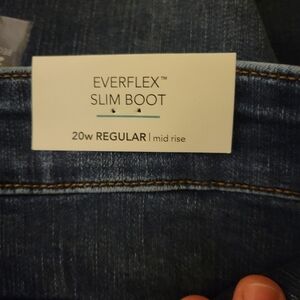 EVERFLEX™
SLIM BOOT
20w REGULAR | mid rise